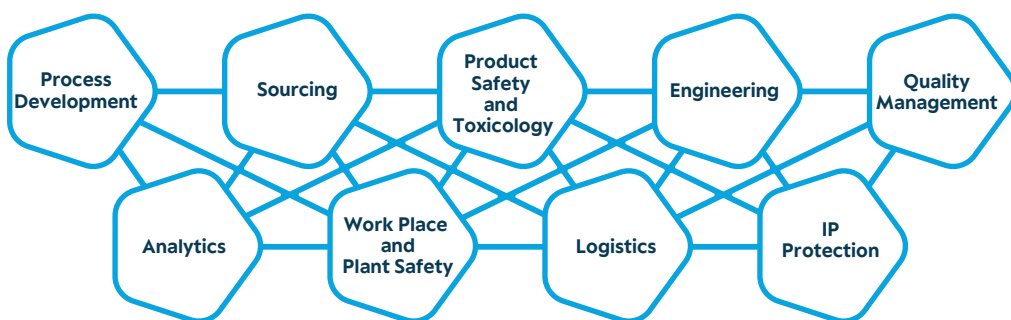 Process
Development
Sourcing
Product
Safety
and
Toxicology
Engineering
Quality
Management
Analytics
Work Place
and
Plant Safety
Logistics
IP
Protection